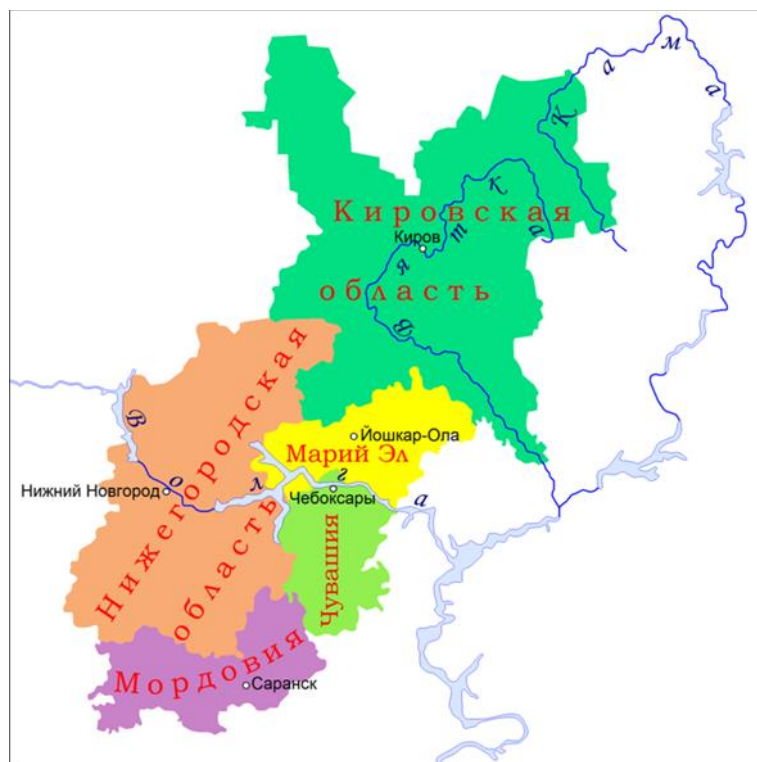 Кама
Вятка
Кировская
Киров
область
Нижегородская
область
Волга
Йошкар-Ола
Марий Эл
Нижний Новгород
Чебоксары
Чувашия
Мордовия
Саранск